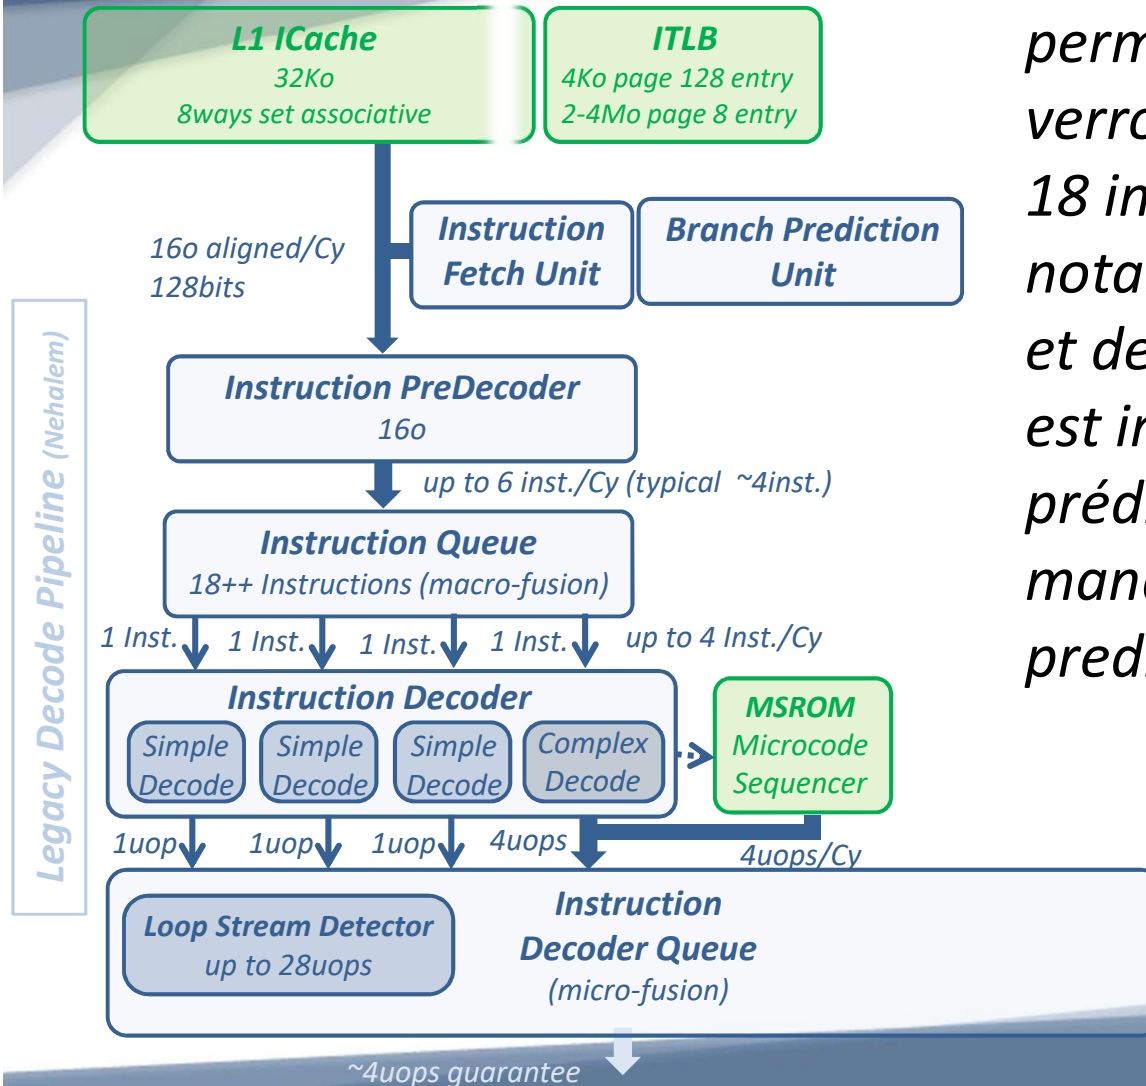 L1 ICache
32Ko
8ways set associative
ITLB
4Ko page 128 entry
2-4Mo page 8 entry
16o aligned/Cy
128bits
Instruction
Fetch Unit
Branch Prediction
Unit
Legacy Decode Pipeline (Nehalem)
Instruction PreDecoder
16o
up to 6 inst./Cy (typical ~4inst.)
Instruction Queue
18++ Instructions (macro-fusion)
1 Inst. 1 Inst. 1 Inst. 1 Inst. up to 4 Inst./Cy
Instruction Decoder
Simple
Decode
Simple
Decode
Simple
Decode
Complex
Decode
MSROM
Microcode
Sequencer
1uop 1uop 1uop 4uops
4uops/Cy
Loop Stream Detector
up to 28uops
Instruction
Decoder Queue
(micro-fusion)
~4uops guarantee
perm
verro
18 in
nota
et de
est in
préd
man
pred